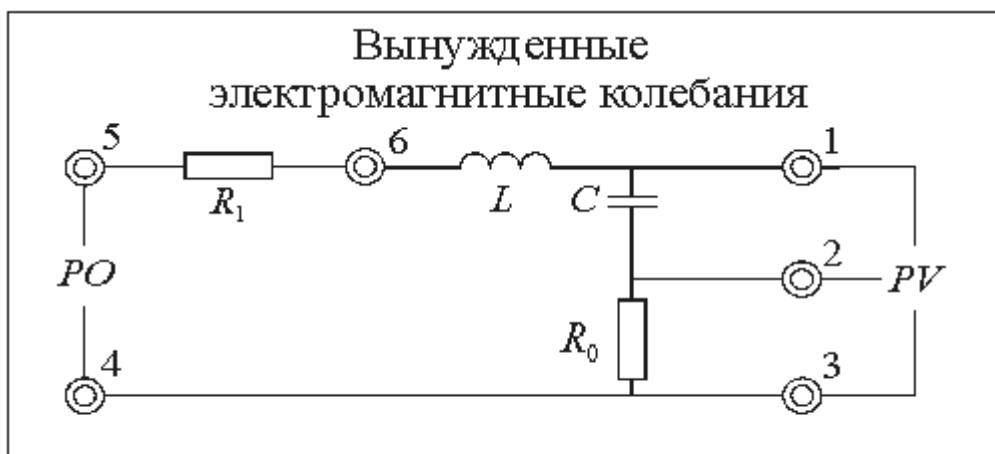 Вынужденные
электромагнитные колебания
5 6 1
R₁ L C
PO 2 PV
R₀
4 3